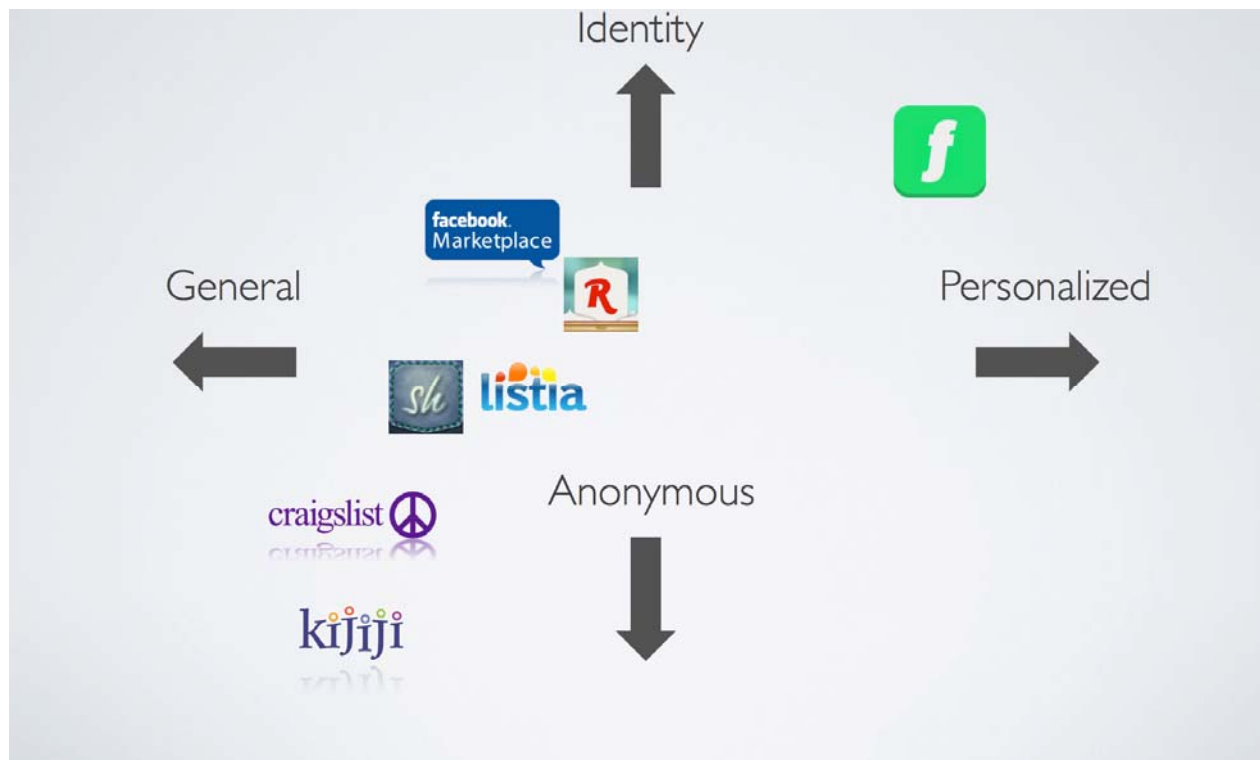 Identity
f
facebook.
Marketplace
General
R
Personalized
sh
listia
Anonymous
craigslist
kijiji